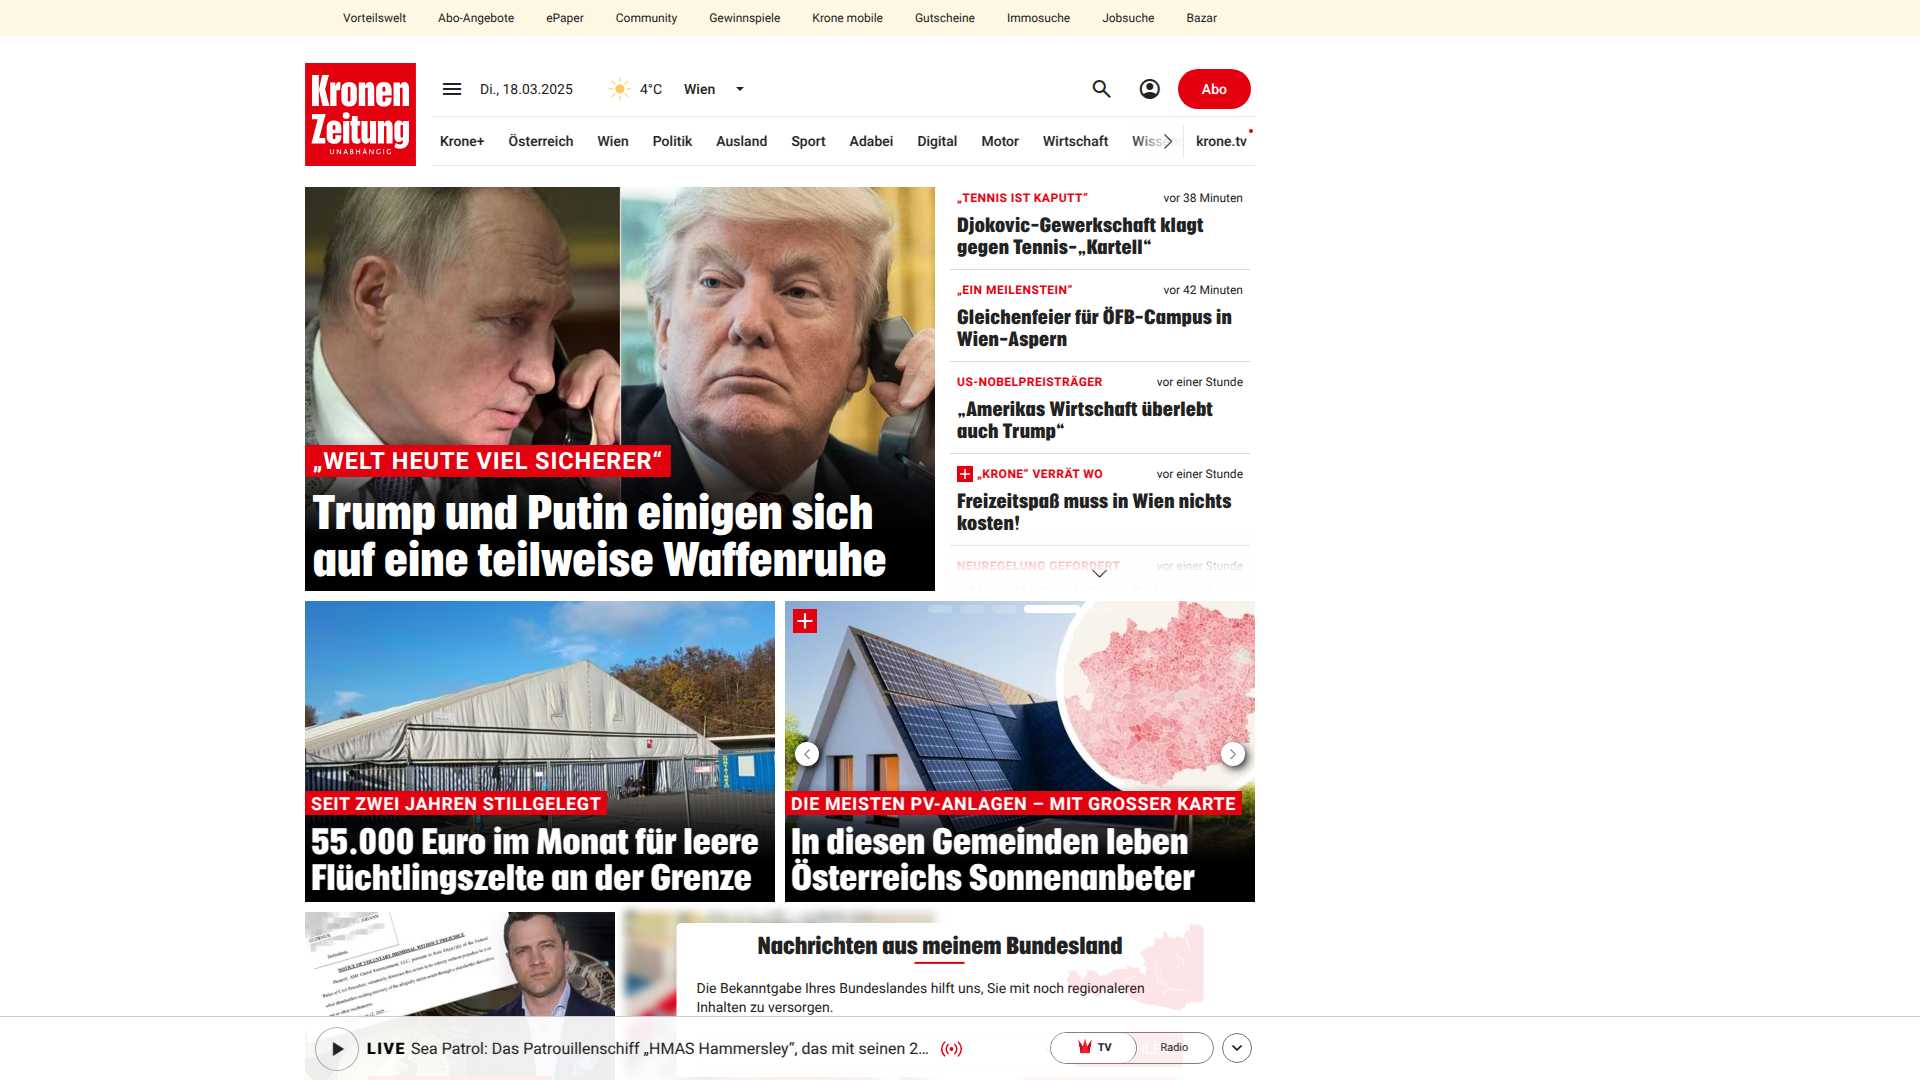 Vorteilswelt Abo-Angebote ePaper Community Gewinnspiele Krone mobile Gutscheine Immosuche Jobsuche Bazar
Kronen
Zeitung
UNABHÄNGIG
Di., 18.03.2025 4°C Wien Abo
Krone+ Österreich Wien Politik Ausland Sport Adabei Digital Motor Wirtschaft krone.tv
„WELT HEUTE VIEL SICHERER“
Trump und Putin einigen sich
auf eine teilweise Waffenruhe
„TENNIS IST KAPUTT“ vor 38 Minuten
Djokovic-Gewerkschaft klagt
gegen Tennis-„Kartell“
„EIN MEILENSTEIN“ vor 42 Minuten
Gleichenfeier für ÖFB-Campus in
Wien-Aspern
US-NOBELPREISTRÄGER vor einer Stunde
„Amerikas Wirtschaft überlebt
auch Trump“
„KRONE“ VERRÄT WO vor einer Stunde
Freizeitspaß muss in Wien nichts
kosten!
NEUREGELUNG GEFORDERT vor einer Stunde
SEIT ZWEI JAHREN STILLGELEGT
55.000 Euro im Monat für leere
Flüchtlingszelte an der Grenze
DIE MEISTEN PV-ANLAGEN – MIT GROSSER KARTE
In diesen Gemeinden leben
Österreichs Sonnenanbeter
NOTICE OF VOLUNTARY DISMISSAL WITHOUT PREJUDICE
Nachrichten aus meinem Bundesland
Die Bekanntgabe Ihres Bundeslandes hilft uns, Sie mit noch regionaleren
Inhalten zu versorgen.
LIVE Sea Patrol: Das Patrouillenschiff „HMAS Hammersley“, das mit seinen 2... TV Radio